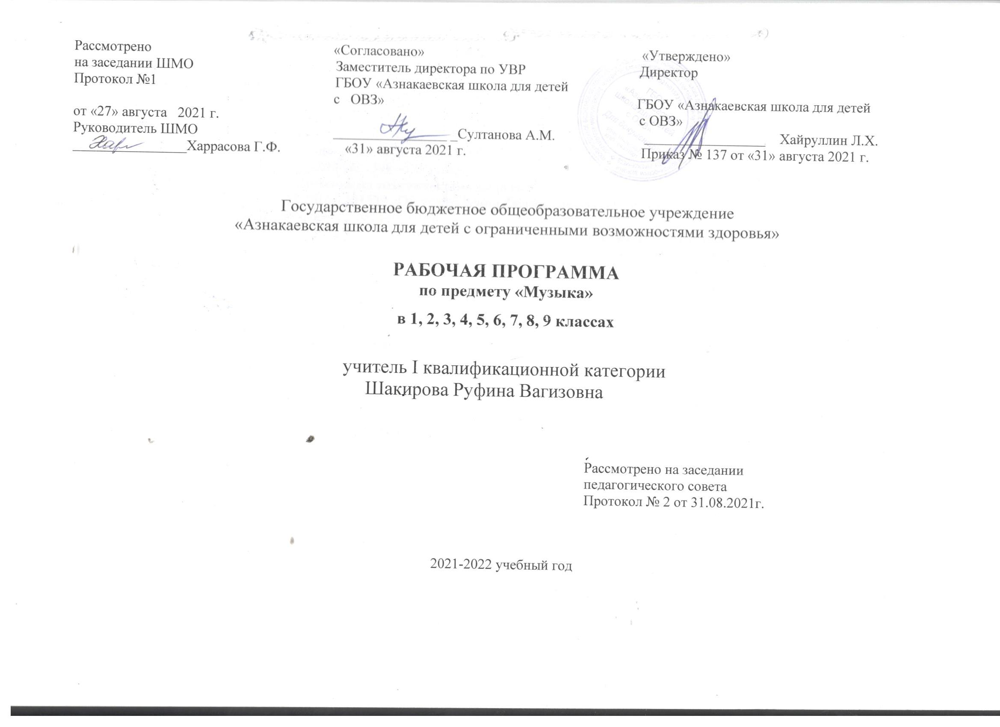 Рассмотрено
на заседании ШМО
Протокол №1
от «27» августа 2021 г.
Руководитель ШМО
_______________Харрасова Г.Ф.
«Согласовано»
Заместитель директора по УВР
ГБОУ «Азнакаевская школа для детей
с ОВЗ»
_______________ _Султанова А.М.
«31» августа 2021 г.
«Утверждено»
Директор
ГБОУ «Азнакаевская школа для детей
с ОВЗ»
________________ Хайруллин Л.Х.
Приказ № 137 от «31» августа 2021 г.
Государственное бюджетное общеобразовательное учреждение
«Азнакаевская школа для детей с ограниченными возможностями здоровья»
РАБОЧАЯ ПРОГРАММА
по предмету «Музыка»
в 1, 2, 3, 4, 5, 6, 7, 8, 9 классах
учитель I квалификационной категории
Шакирова Руфина Вагизовна
Рассмотрено на заседании
педагогического совета
Протокол № 2 от 31.08.2021г.
2021-2022 учебный год